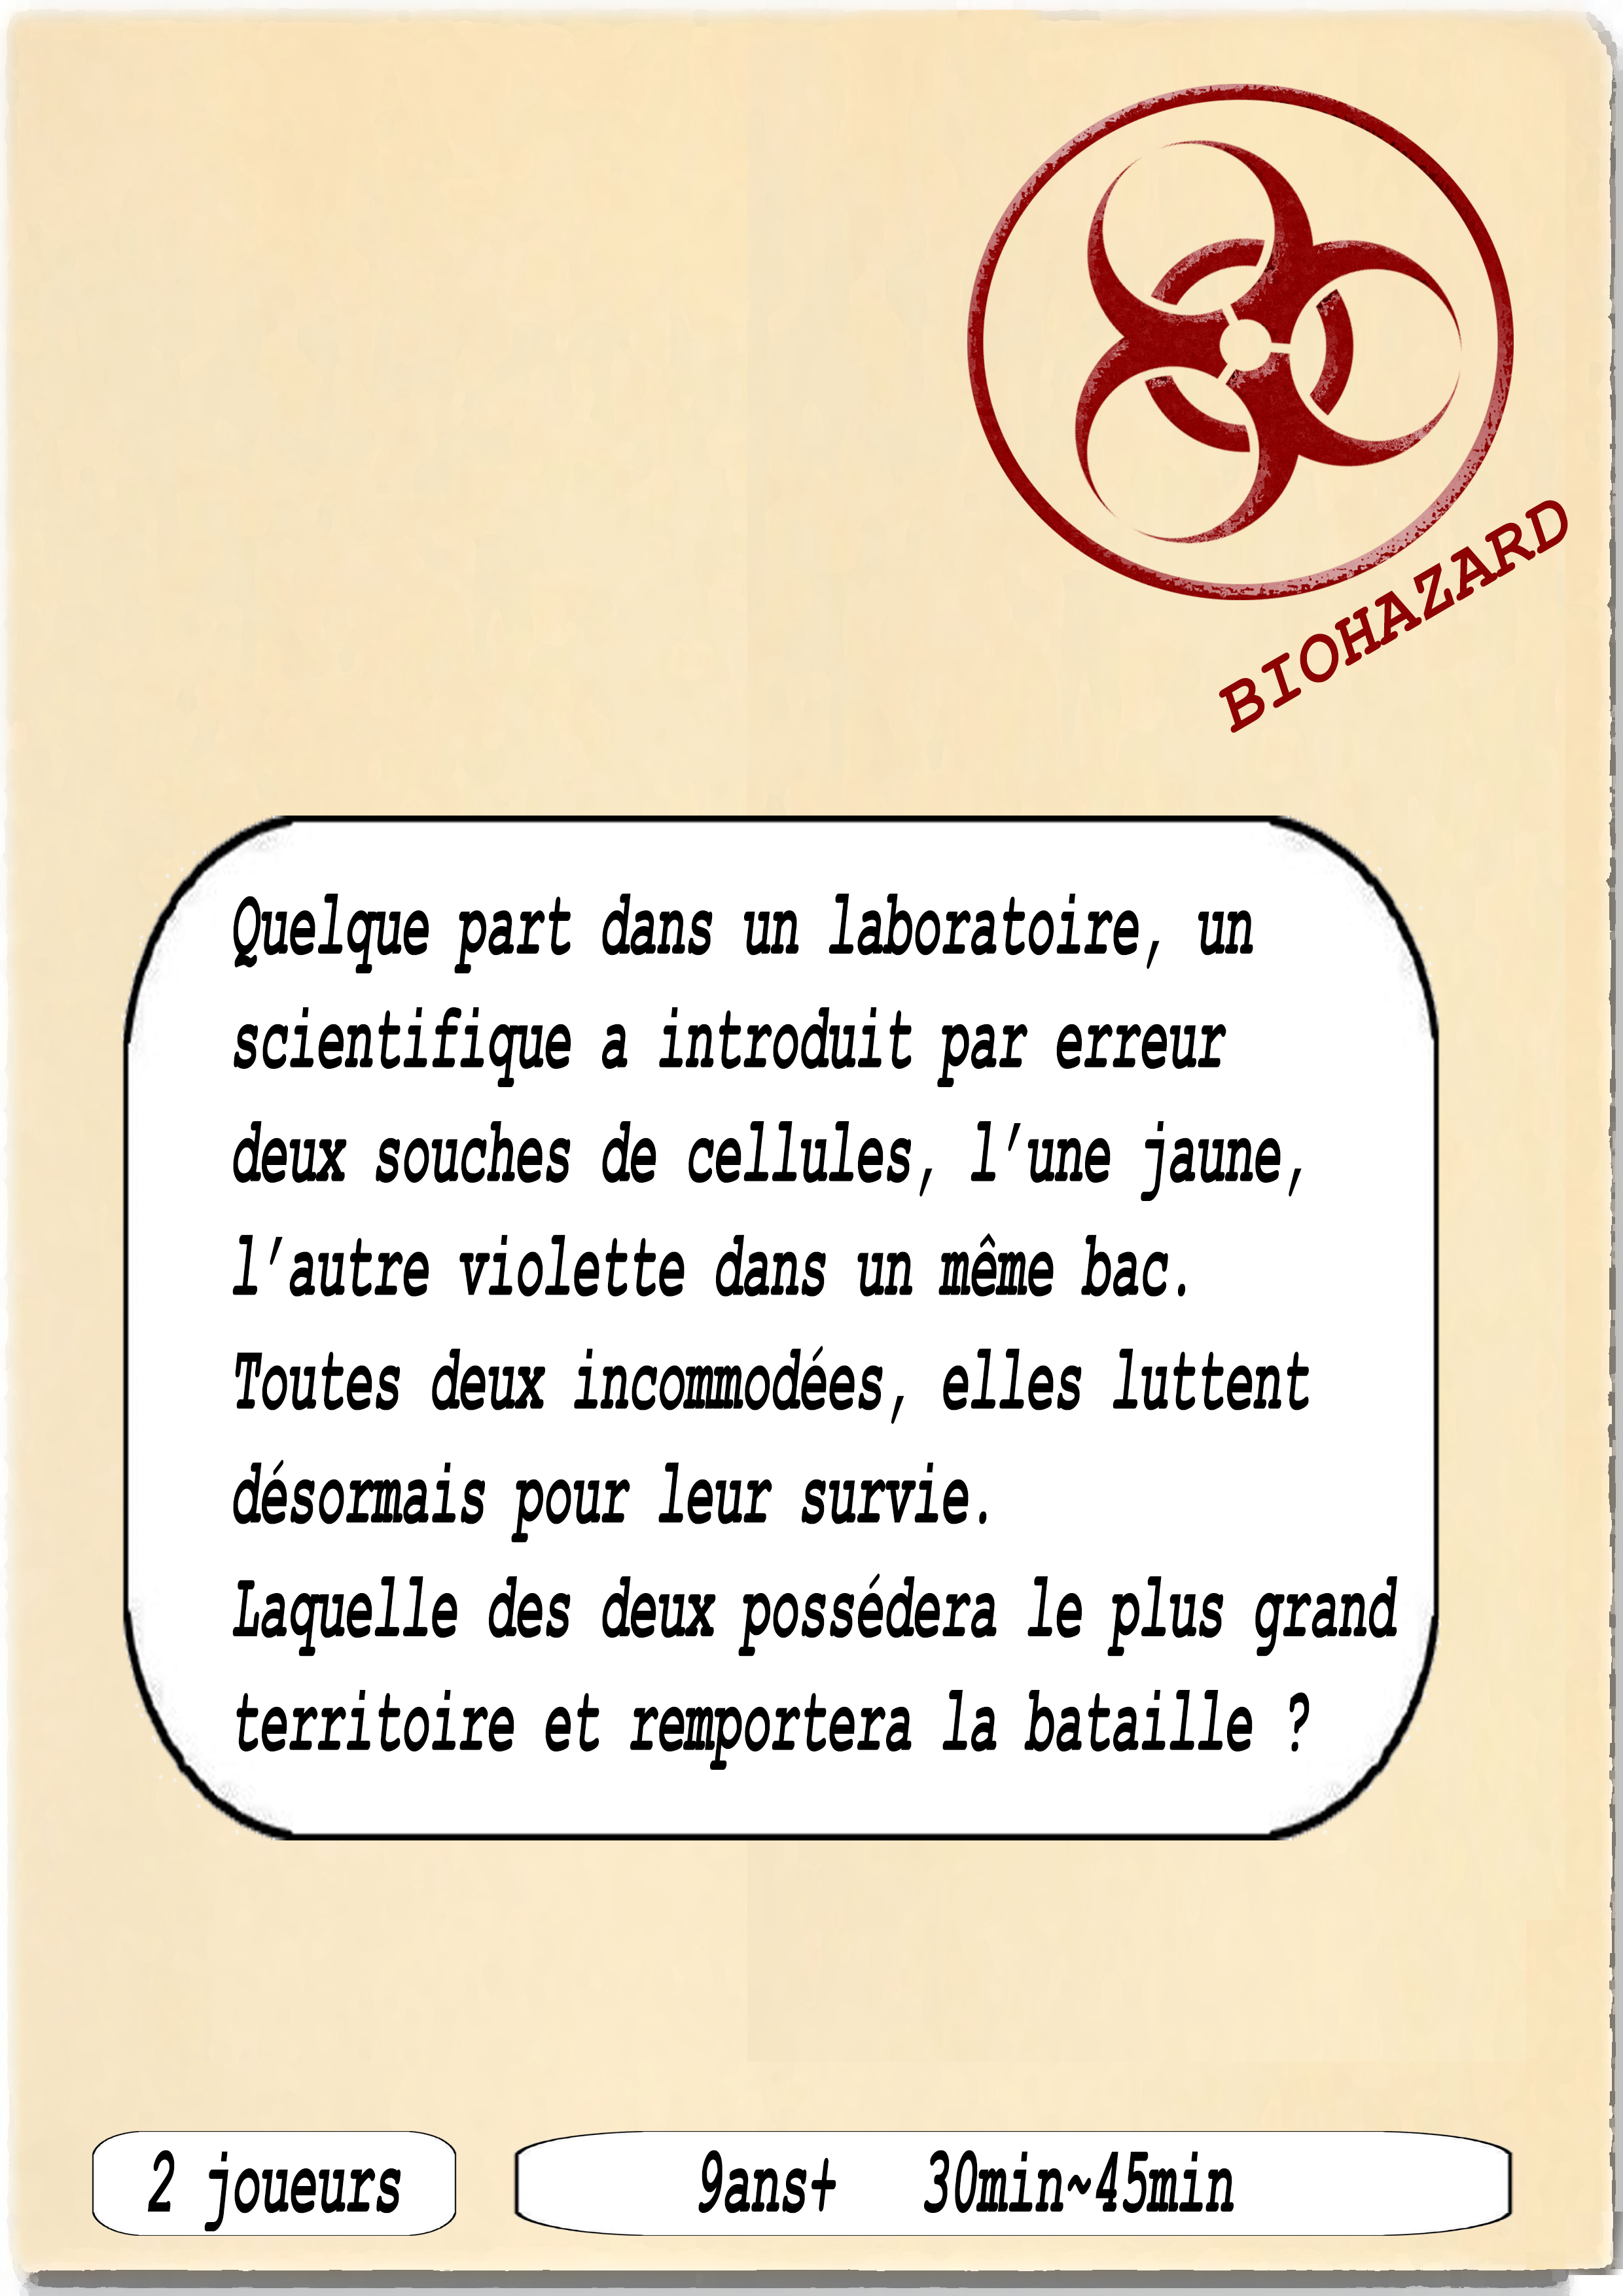 BIOHAZARD
Quelque part dans un laboratoire, un
scientifique a introduit par erreur
deux souches de cellules, l'une jaune,
l'autre violette dans un même bac.
Toutes deux incommodées, elles luttent
désormais pour leur survie.
Laquelle des deux possédera le plus grand
territoire et remportera la bataille ?
2 joueurs
9ans+ 30min~45min